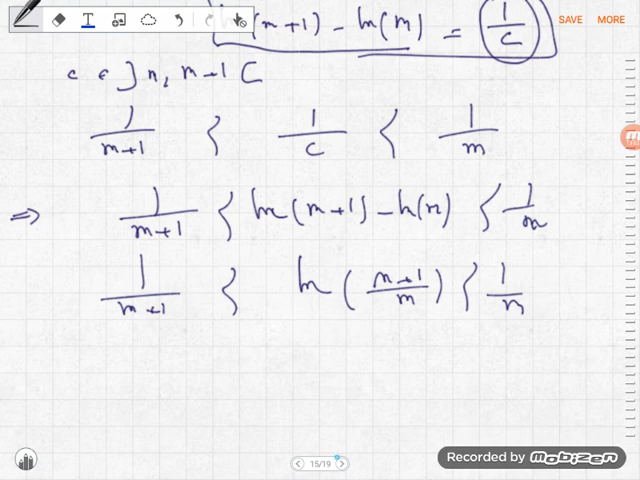 SAVE MORE
ln(n+1) - ln(n) = 1/c
c ∈ ]n, n+1[
1/(n+1) < 1/c < 1/n
=> 1/(n+1) < ln(n+1) - ln(n) < 1/n
1/(n+1) < ln((n+1)/n) < 1/n
15/19
Recorded by MOBIZEN